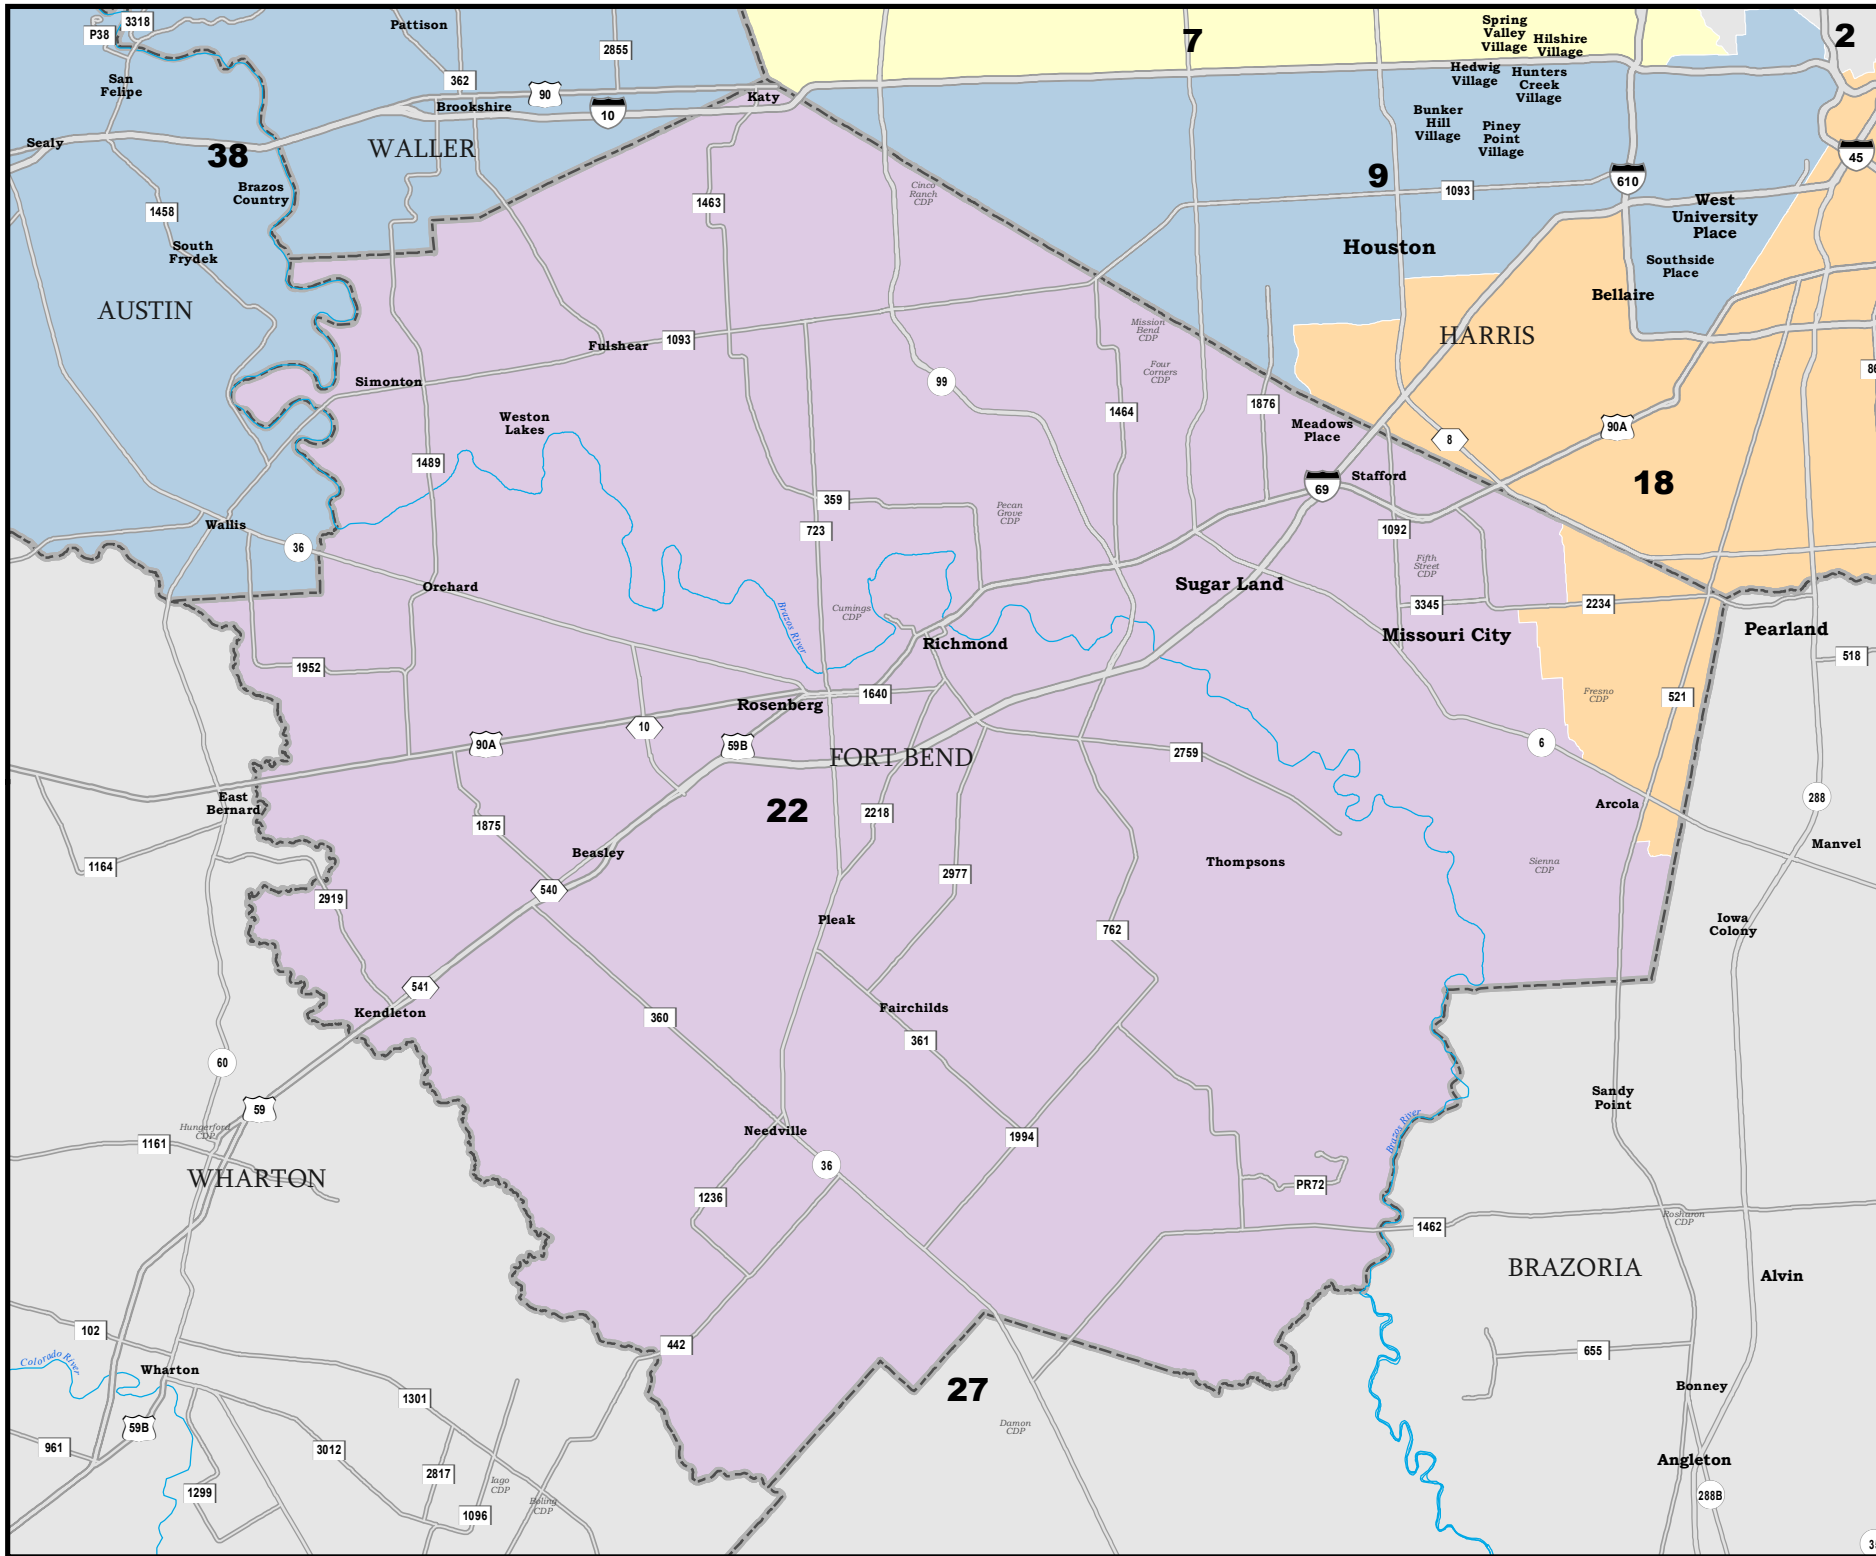 3318
P38
Pattison
2855
7
Spring
Valley
Village
Hilshire
Village
2
San
Felipe
362
90
Brookshire
10
Katy
Hedwig
Village
Hunters
Creek
Village
Bunker
Hill
Village
Piney
Point
Village
Sealy
38
WALLER
45
9
610
1093
Brazos
Country
1463
Cinco
Ranch
CDP
West
University
Place
1458
South
Frydek
Houston
Southside
Place
Bellaire
AUSTIN
Mission
Bend
CDP
HARRIS
Fulshear
1093
Simonton
99
Four
Corners
CDP
86
Weston
Lakes
1464
1876
Meadows
Place
8
90A
1489
69
Stafford
18
359
Pecan
Grove
CDP
723
1092
Wallis
36
Orchard
Fifth
Street
CDP
Sugar Land
Brazos River
Cumings
CDP
3345
2234
Richmond
Missouri City
Pearland
518
1952
1640
Rosenberg
Fresno
CDP
521
10
90A
59B
FORT BEND
2759
6
East
Bernard
22
2218
Arcola
288
1875
Beasley
Thompsons
Sienna
CDP
Manvel
1164
540
2977
2919
Pleak
762
Iowa
Colony
541
Kendleton
360
Fairchilds
361
60
59
Sandy
Point
Hungerford
CDP
1161
Needville
1994
Brazos River
36
WHARTON
1236
PR72
1462
Rosharon
CDP
BRAZORIA
Alvin
102
442
Colorado River
Wharton
655
27
1301
Bonney
59B
Damon
CDP
961
3012
Angleton
2817
Iago
CDP
1299
288B
Boling
CDP
1096
3